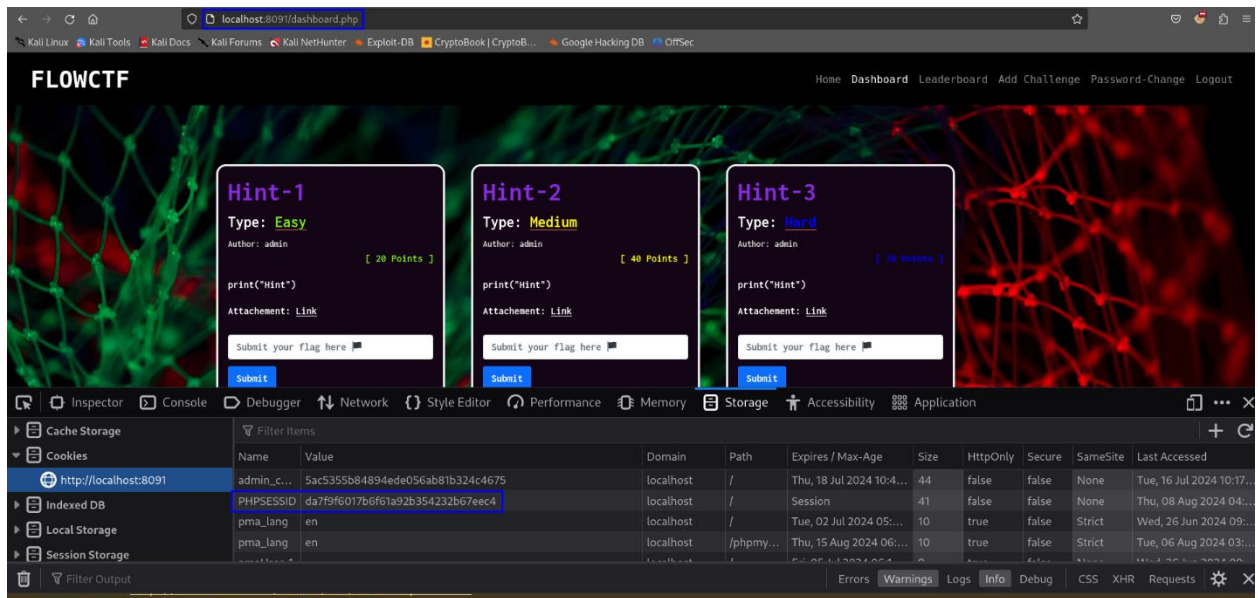 localhost:8091/dashboard.php
Kali Linux Kali Tools Kali Docs Kali Forums Kali NetHunter Exploit-DB CryptoBook | CryptoB... Google Hacking DB OffSec
FLOWCTF
Home Dashboard Leaderboard Add Challenge Password-Change Logout
Hint-1 Hint-2 Hint-3
Type: Easy Type: Medium Type: Hard
Author: admin Author: admin Author: admin
[ 20 Points ] [ 40 Points ] Points ]
print("Hint") print("Hint") print("Hint")
Attachement: Link Attachement: Link Attachement: Link
Submit your flag here Submit your flag here Submit your flag here
Submit Submit Submit
Inspector Console Debugger Network Style Editor Performance Memory Storage Accessibility Application
Cache Storage Filter Items
Cookies Name Value Domain Path Expires / Max-Age Size HttpOnly Secure SameSite Last Accessed
http://localhost:8091 admin_c... 5ac5355b84894ede056ab81b324c4675 localhost / Thu, 18 Jul 2024 10:4... 44 false false None Tue, 16 Jul 2024 10:17...
Indexed DB PHPSESSID da7f9f6017b6f61a92b354232b67eec4 localhost / Session 41 false false None Thu, 08 Aug 2024 04:...
Local Storage pma_lang en localhost / Tue, 02 Jul 2024 05:... 10 true false Strict Wed, 26 Jun 2024 09:...
Session Storage pma_lang en localhost /phpmy... Thu, 15 Aug 2024 06:... 10 true false Strict Tue, 06 Aug 2024 03:...
Filter Output Errors Warnings Logs Info Debug CSS XHR Requests